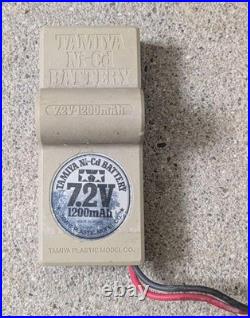 TAMIYA
Ni-Cd
BATTERY
7.2V-1200mAh
TAMIYA Ni-Cd BATTERY
7.2V
1200mAh
TAMIYA PLASTIC MODEL CO.